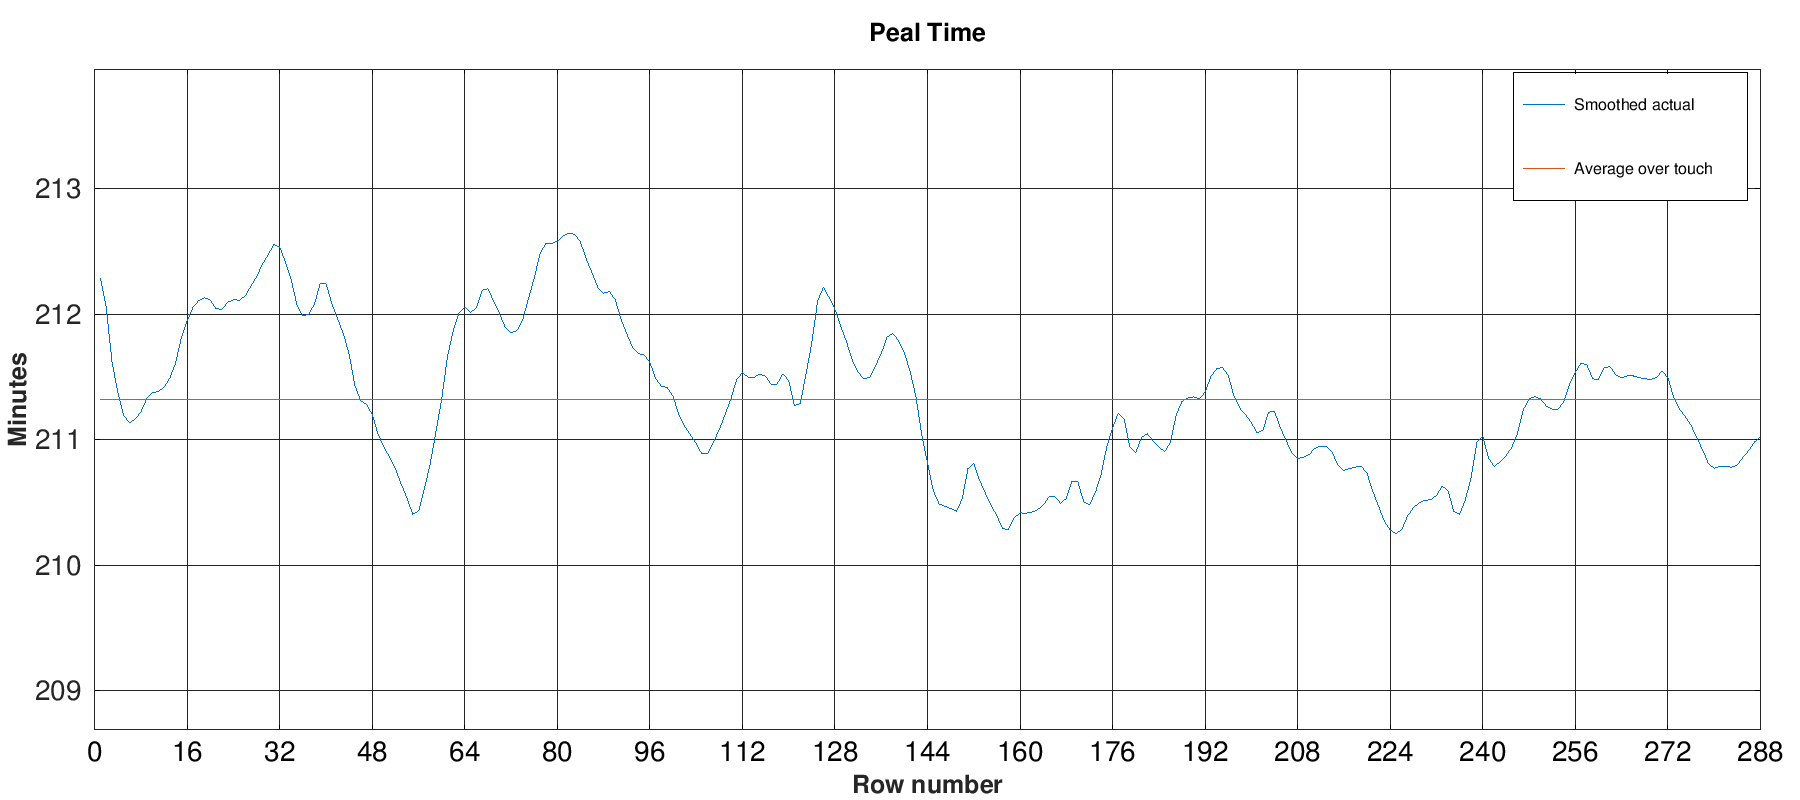 Peal Time
Smoothed actual
Average over touch
213
212
211
210
209
Minutes
0 16 32 48 64 80 96 112 128 144 160 176 192 208 224 240 256 272 288
Row number